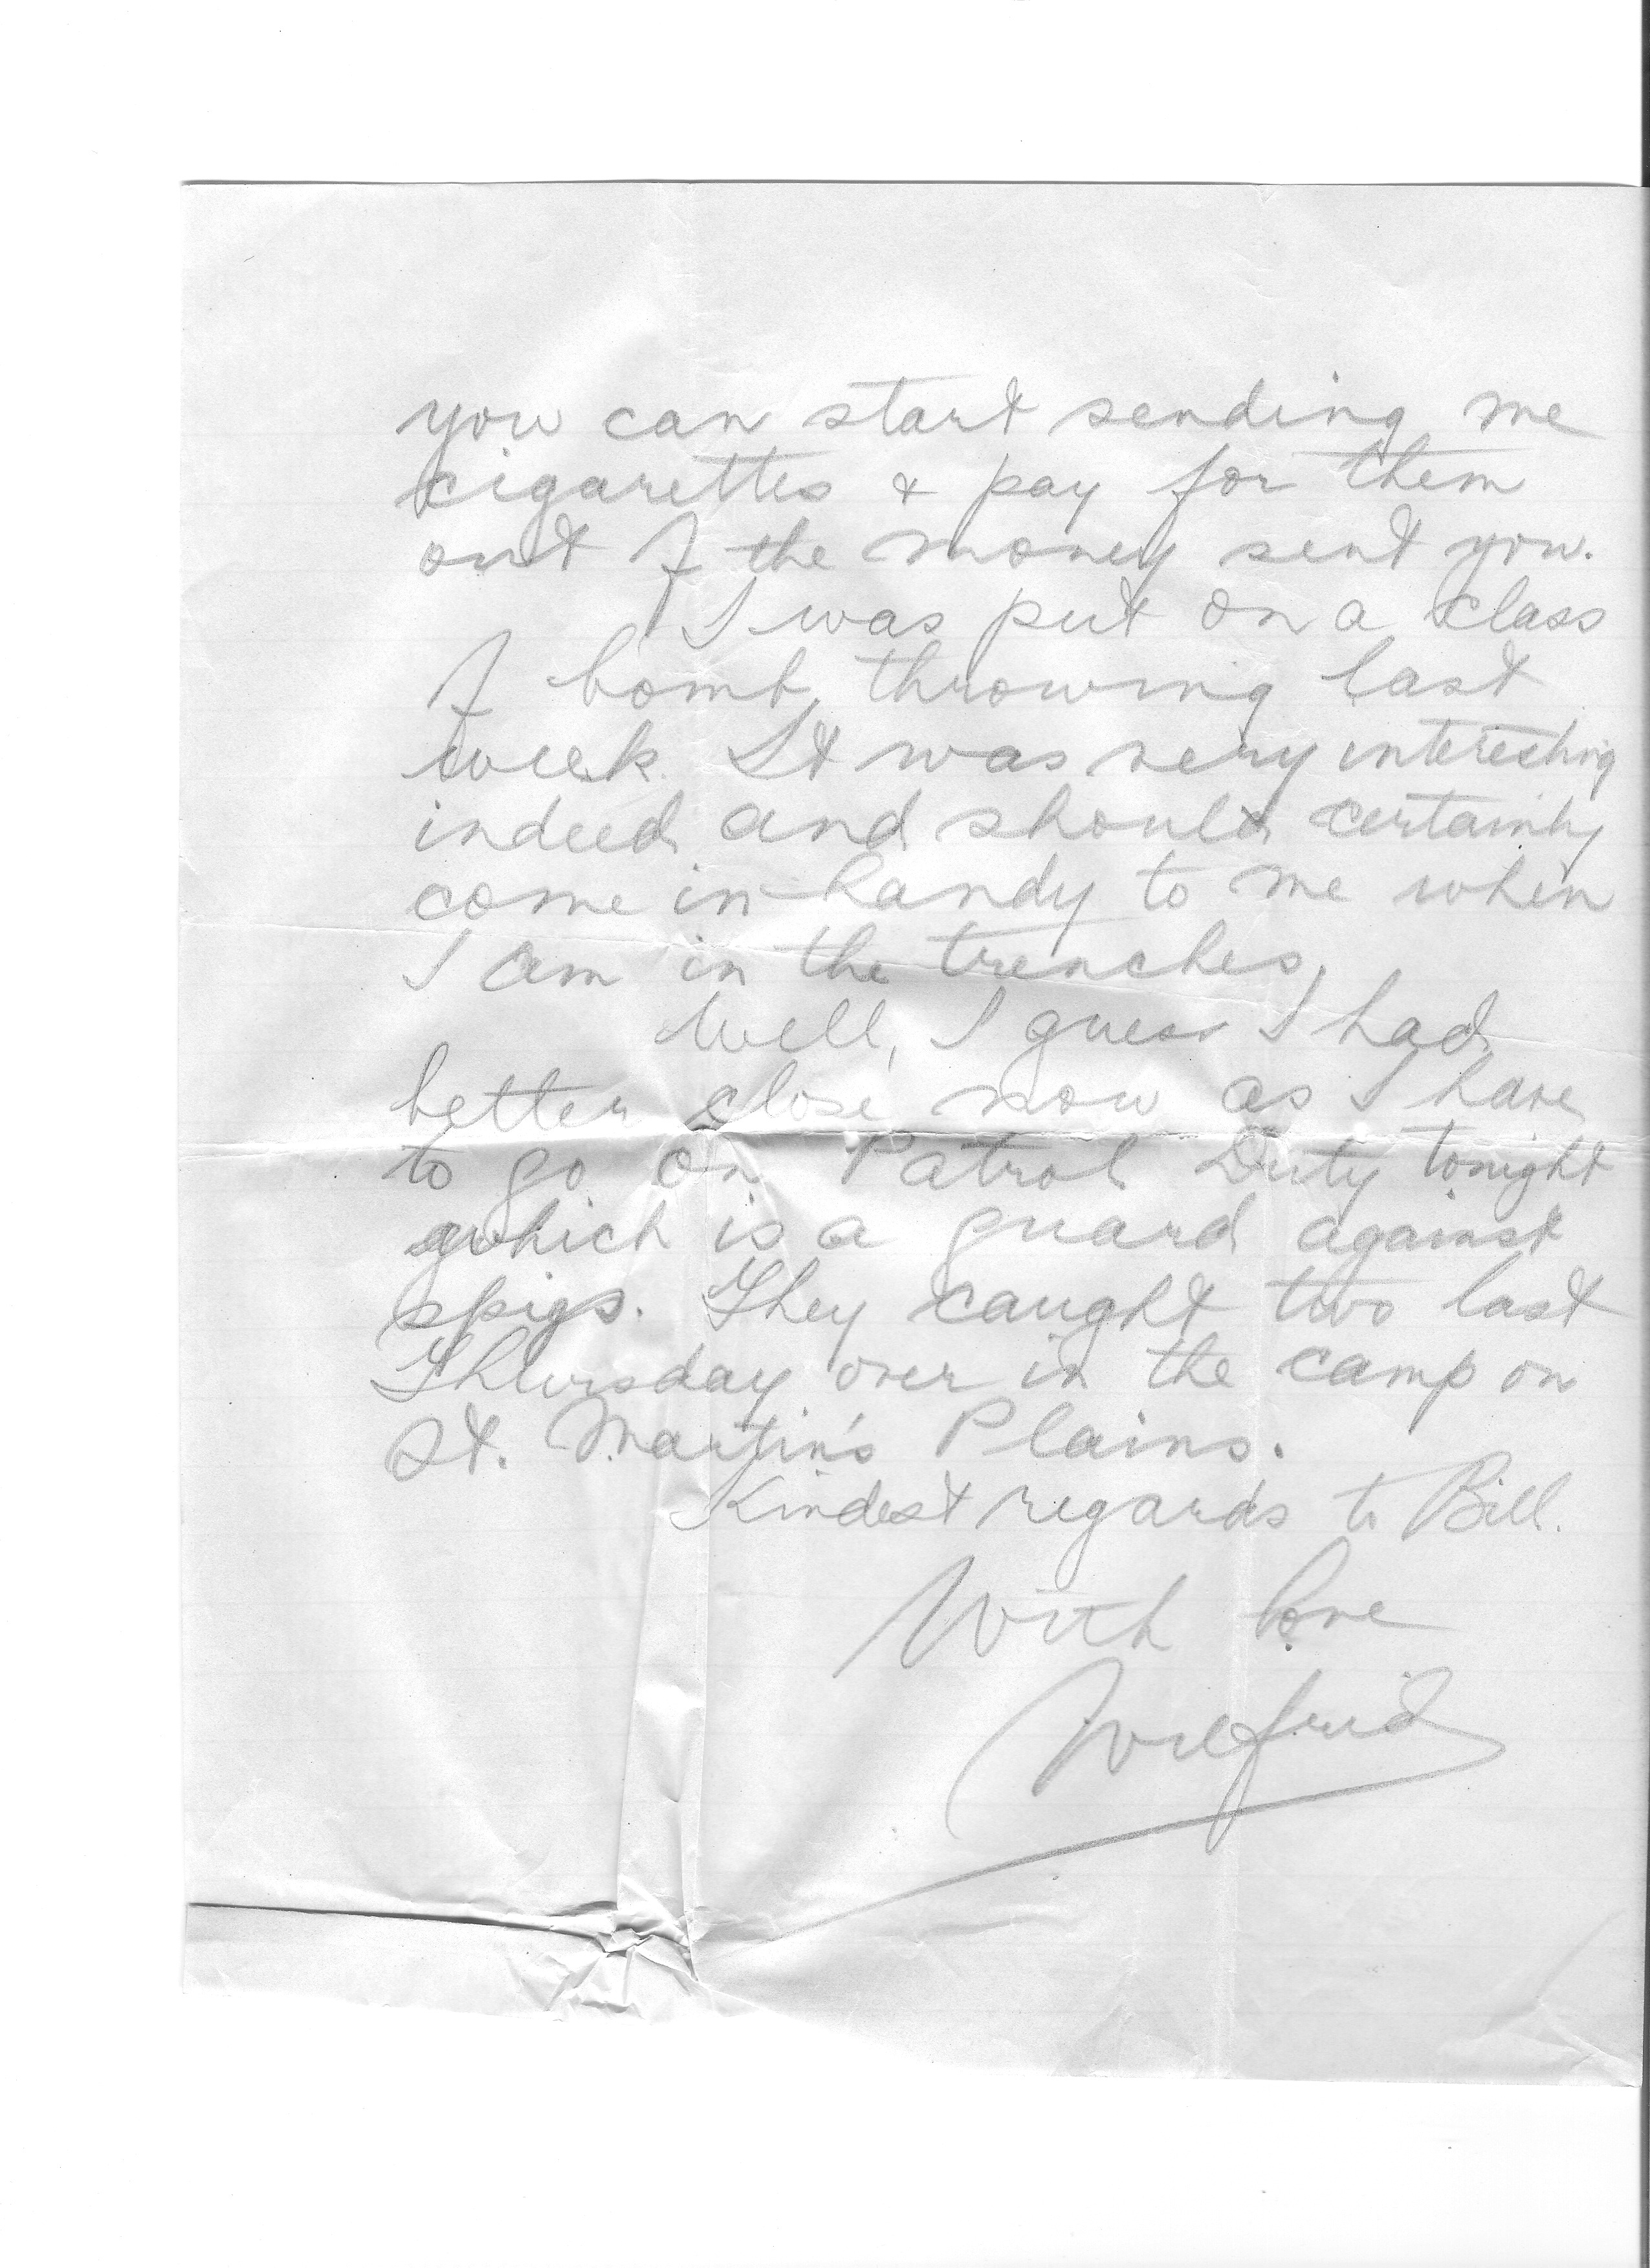 you can start sending me
cigarettes & pay for them
out of the money sent you.
I was put on a class
of bomb throwing last
week. It was very interesting
indeed and should certainly
come in handy to me when
I am in the trenches,
Well, I guess I had
better close now as I have
to go on Patrol Duty tonight
which is a guard against
spigs. They caught two last
Thursday over in the camp on
St. Martin's Plains.
Kindest regards to Bill.
With love
Wilfrid